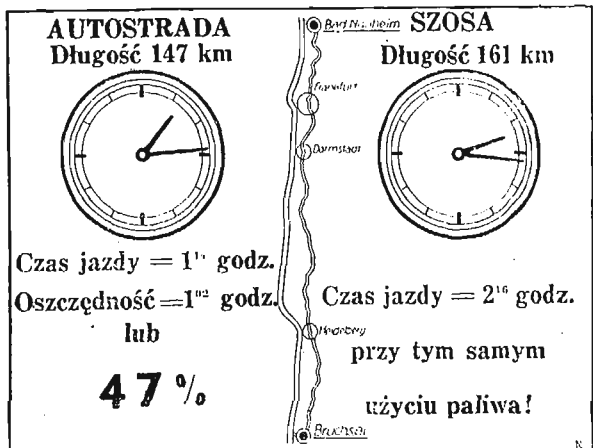 AUTOSTRADA
Długość 147 km
Czas jazdy = 1¹⁴ godz.
Oszczędność = 1⁰² godz.
lub
47%
Bad Nauheim
Frankfurt
Darmstadt
Heidelberg
Bruchsal
SZOSA
Długość 161 km
Czas jazdy = 2¹⁶ godz.
przy tym samym
użyciu paliwa!